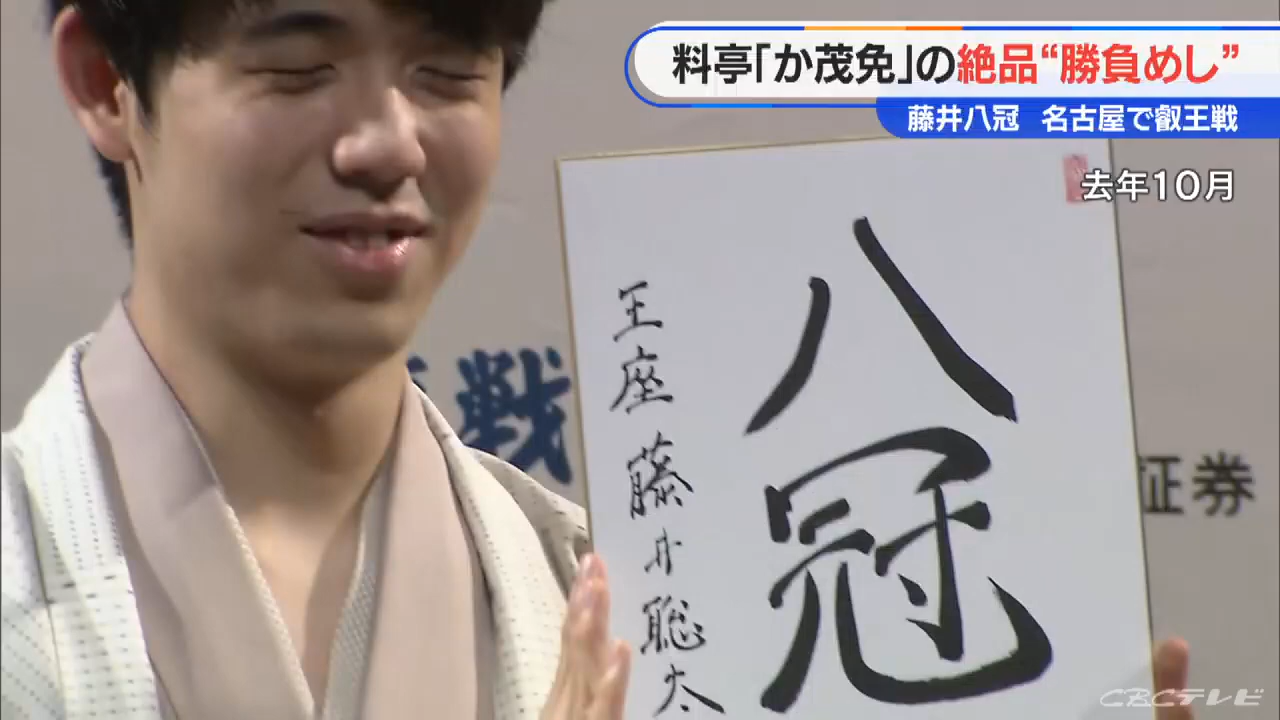 料亭「か茂免」の絶品“勝負めし”
藤井八冠 名古屋で叡王戦
去年10月
八冠
王座 藤井聡太
戦
証券
CBCテレビ